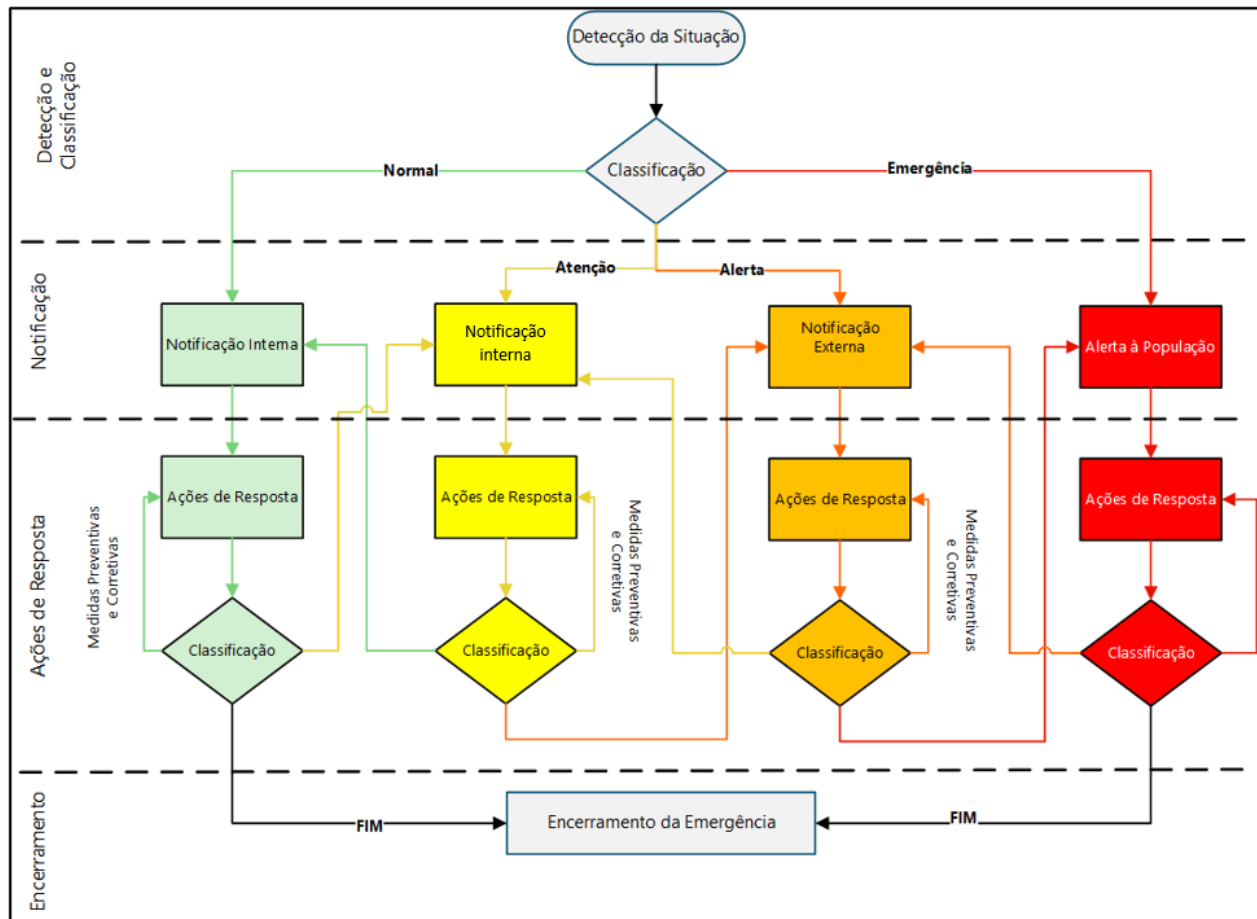 Detecção da Situação
Detecção e
Classificação
Classificação
Normal
Emergência
Notificação
Atenção
Alerta
Notificação Interna
Notificação
interna
Notificação
Externa
Alerta à População
Ações de Resposta
Ações de Resposta
Ações de Resposta
Ações de Resposta
Ações de Resposta
Medidas Preventivas
e Corretivas
Medidas Preventivas
e Corretivas
Medidas Preventivas
e Corretivas
Classificação
Classificação
Classificação
Classificação
Encerramento
FIM
Encerramento da Emergência
FIM